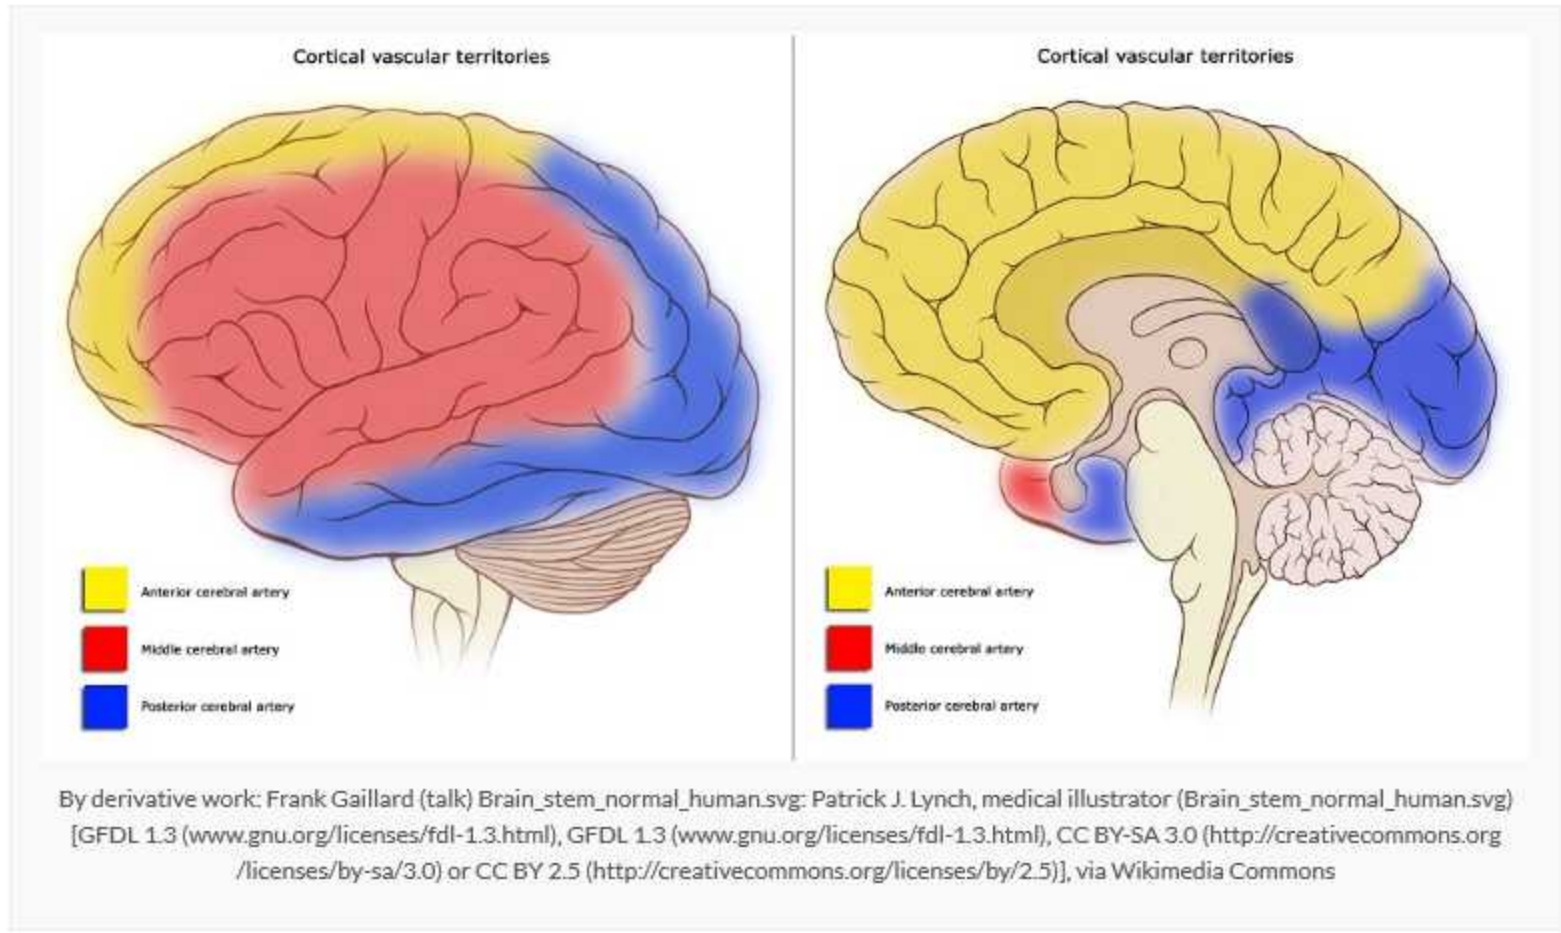 Cortical vascular territories
Anterior cerebral artery
Middle cerebral artery
Posterior cerebral artery
Cortical vascular territories
Anterior cerebral artery
Middle cerebral artery
Posterior cerebral artery
By derivative work: Frank Gaillard (talk) Brain_stem_normal_human.svg: Patrick J. Lynch, medical illustrator (Brain_stem_normal_human.svg)
[GFDL 1.3 (www.gnu.org/licenses/fdl-1.3.html), GFDL 1.3 (www.gnu.org/licenses/fdl-1.3.html), CC BY-SA 3.0 (http://creativecommons.org
/licenses/by-sa/3.0) or CC BY 2.5 (http://creativecommons.org/licenses/by/2.5)], via Wikimedia Commons